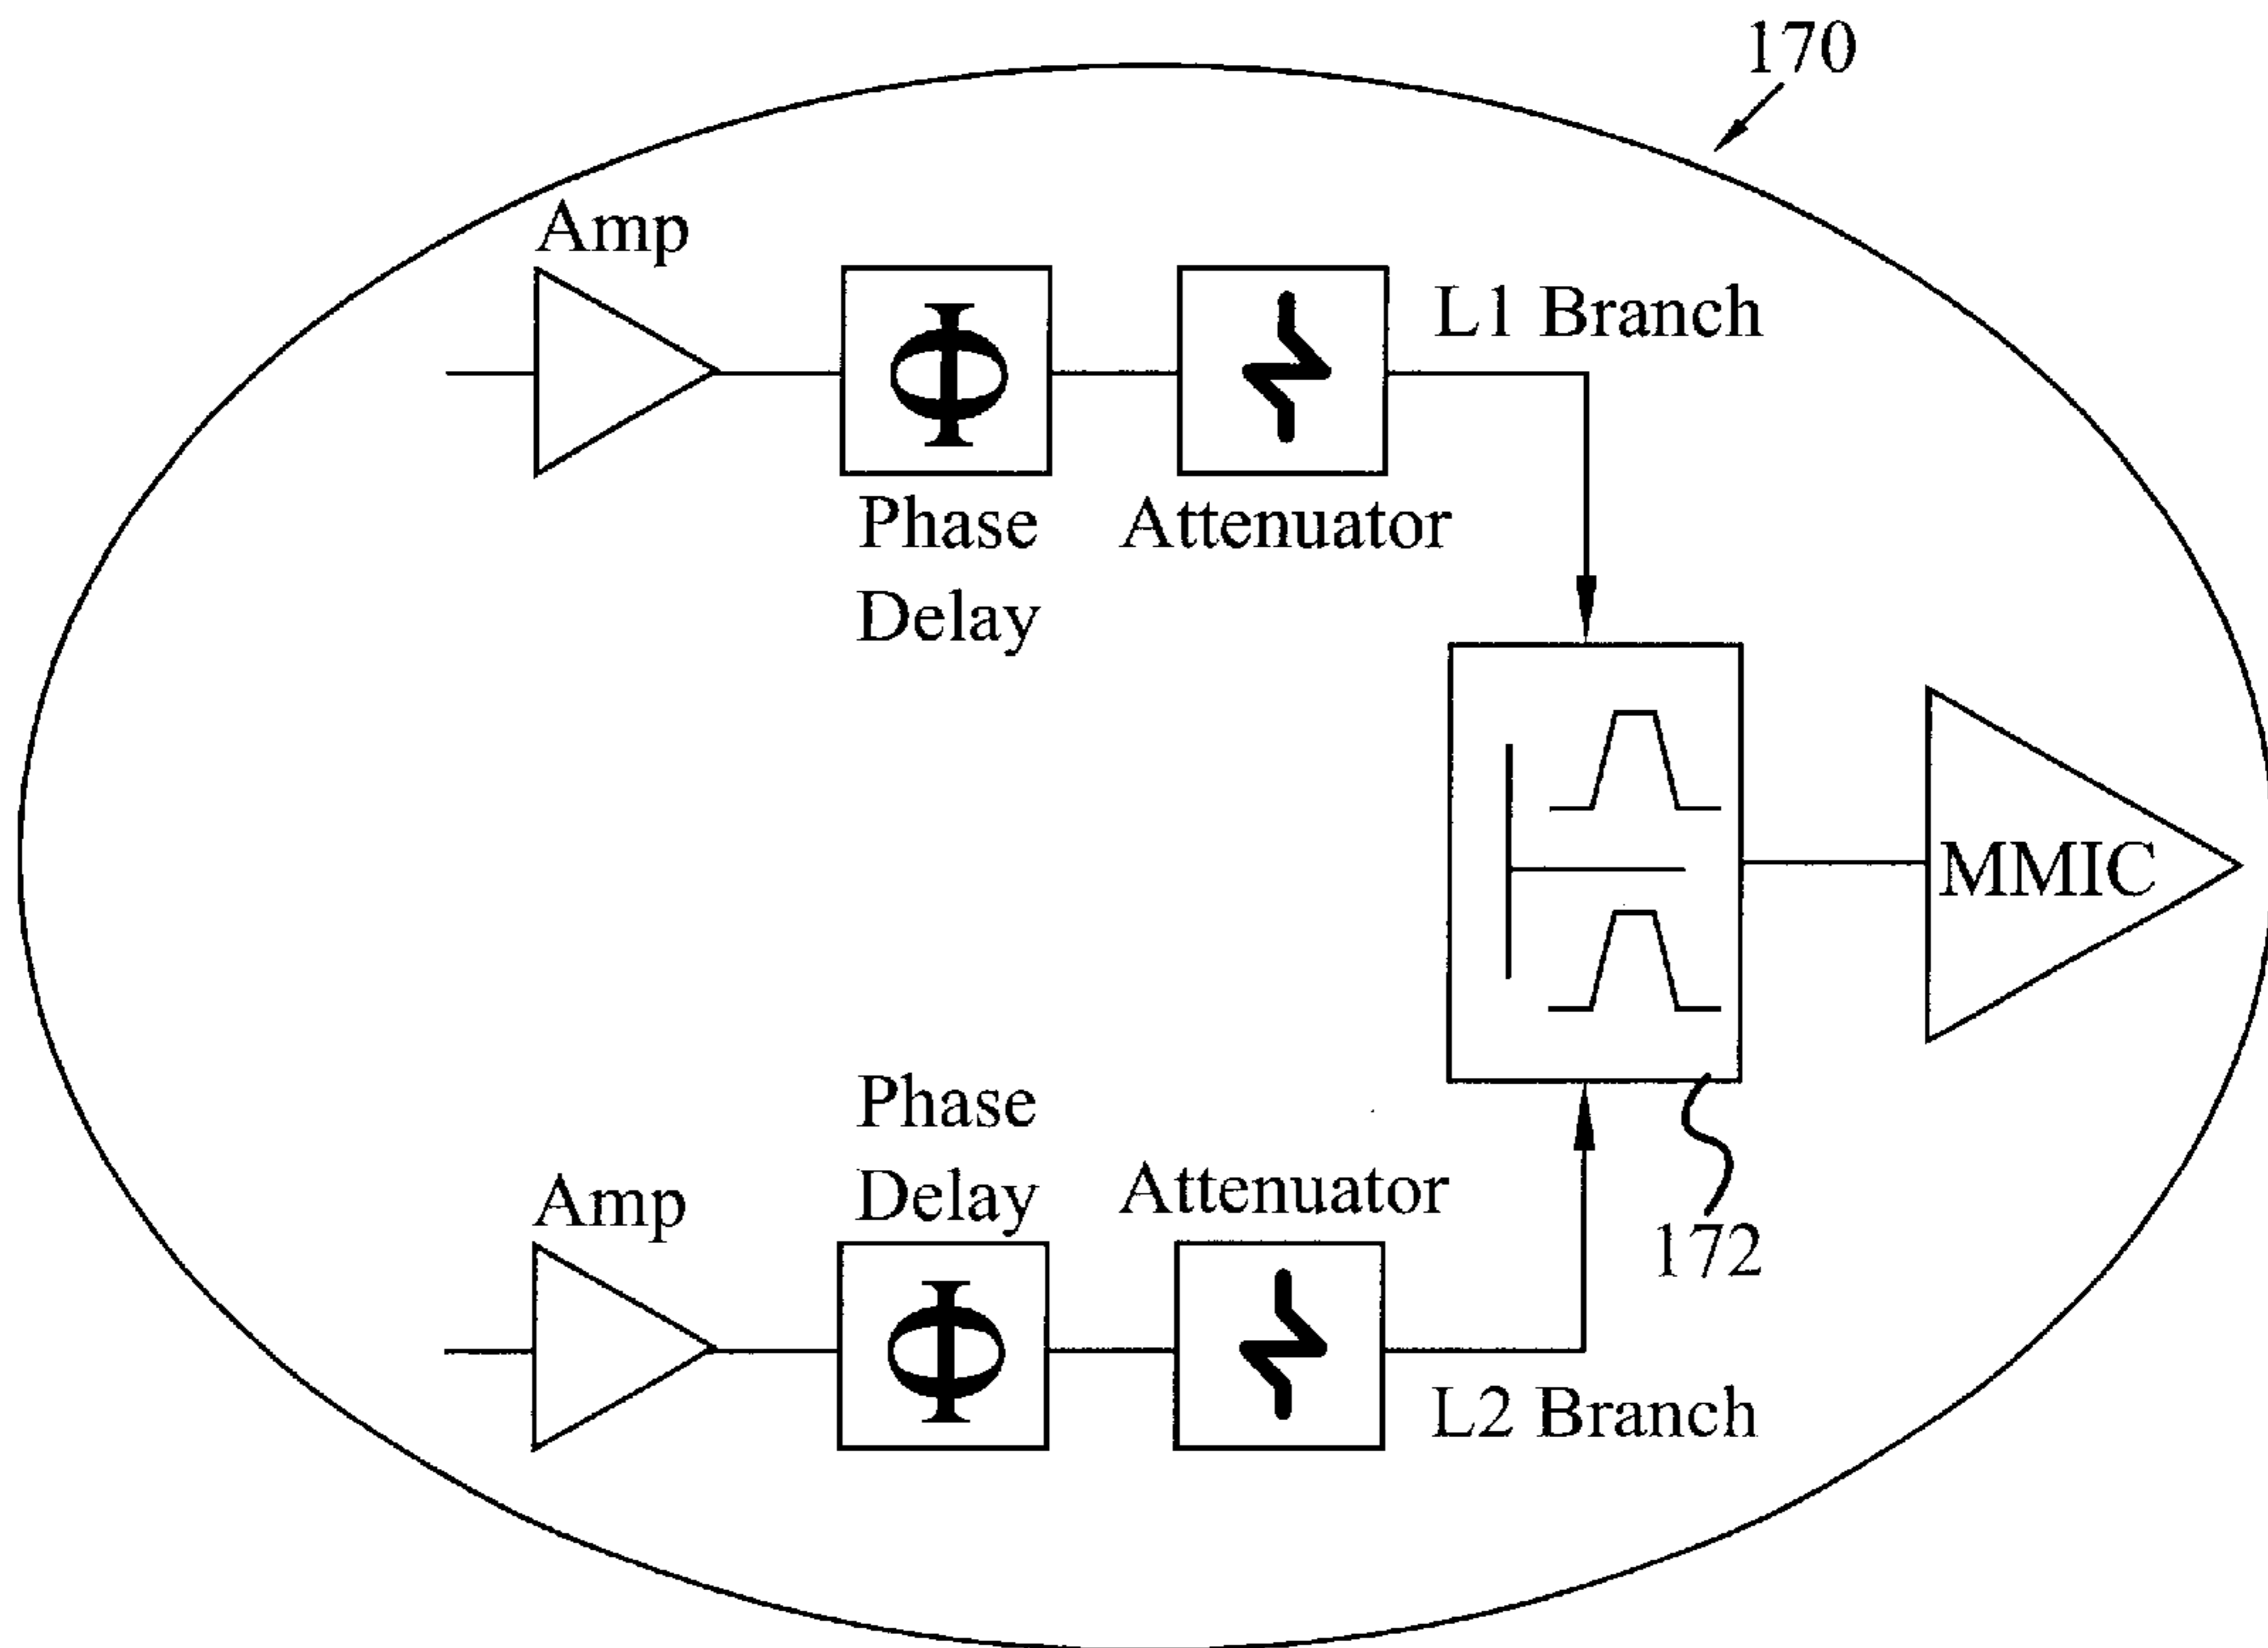 170
Amp
L1 Branch
Φ
Phase
Delay
Attenuator
MMIC
Phase
Delay
Attenuator
Amp
172
Φ
L2 Branch